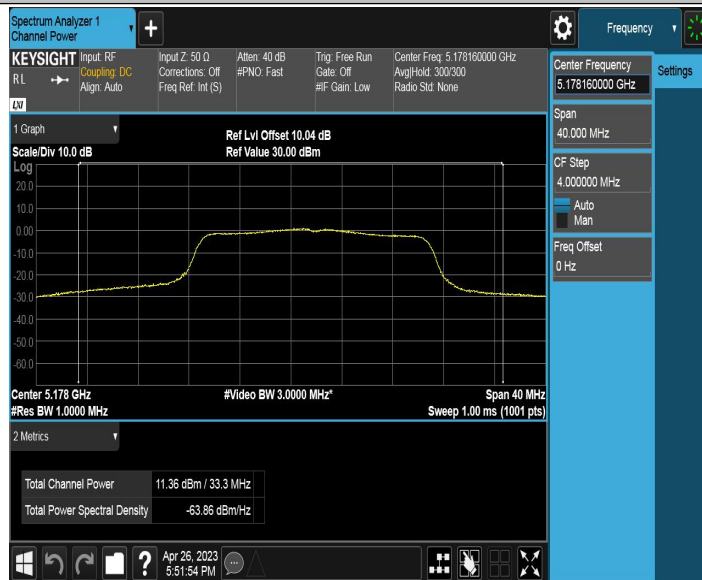 Spectrum Analyzer 1
Channel Power
Frequency
KEYSIGHT
RL
LXI
Input: RF
Coupling: DC
Align: Auto
Input Z: 50 Ω
Corrections: Off
Freq Ref: Int (S)
Atten: 40 dB
#PNO: Fast
Trig: Free Run
Gate: Off
#IF Gain: Low
Center Freq: 5.178160000 GHz
Avg|Hold: 300/300
Radio Std: None
Center Frequency
5.178160000 GHz
Settings
Span
40.000 MHz
CF Step
4.000000 MHz
Auto
Man
Freq Offset
0 Hz
1 Graph
Scale/Div 10.0 dB
Ref Lvl Offset 10.04 dB
Ref Value 30.00 dBm
Log
20.0
10.0
0.00
-10.0
-20.0
-30.0
-40.0
-50.0
-60.0
Center 5.178 GHz
#Video BW 3.0000 MHz*
Span 40 MHz
#Res BW 1.0000 MHz
Sweep 1.00 ms (1001 pts)
2 Metrics
Total Channel Power 11.36 dBm / 33.3 MHz
Total Power Spectral Density -63.86 dBm/Hz
?
Apr 26, 2023
5:51:54 PM